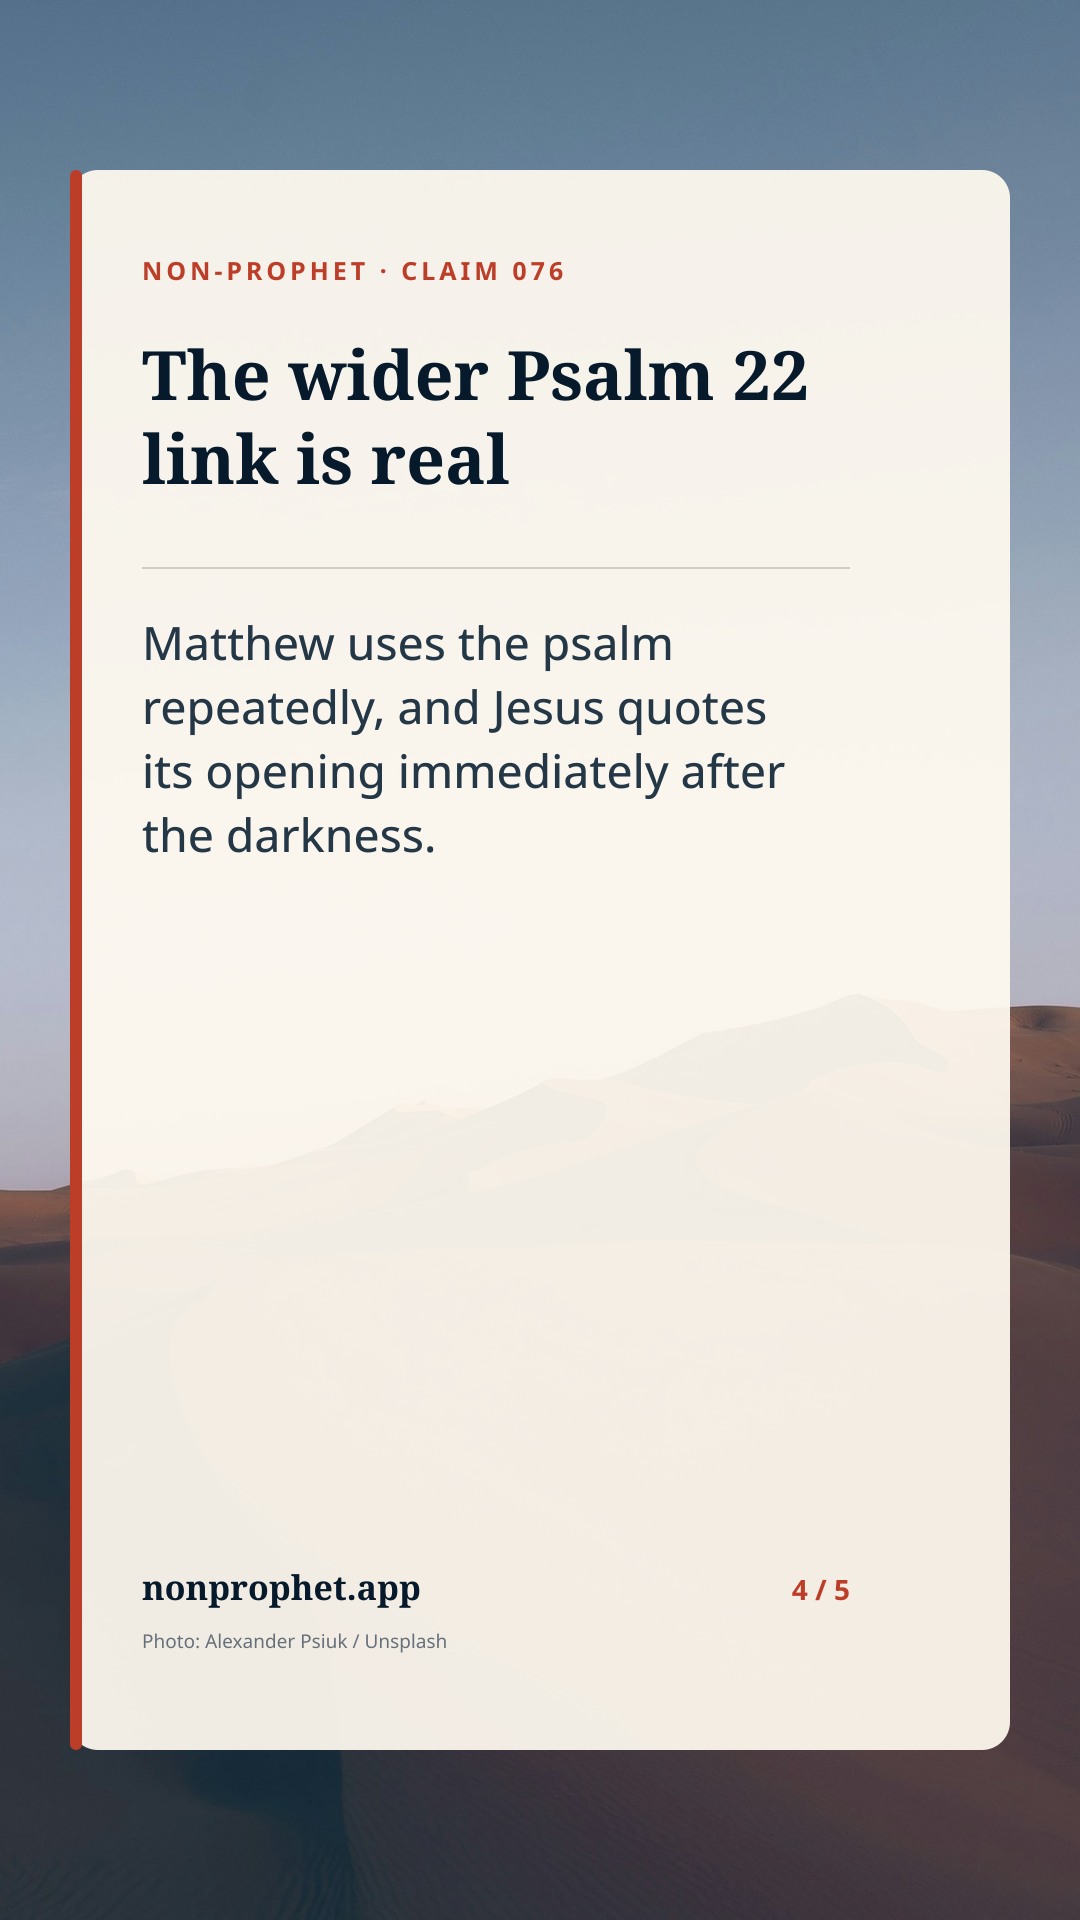 NON-PROPHET · CLAIM 076
The wider Psalm 22
link is real
Matthew uses the psalm
repeatedly, and Jesus quotes
its opening immediately after
the darkness.
nonprophet.app
4 / 5
Photo: Alexander Psiuk / Unsplash